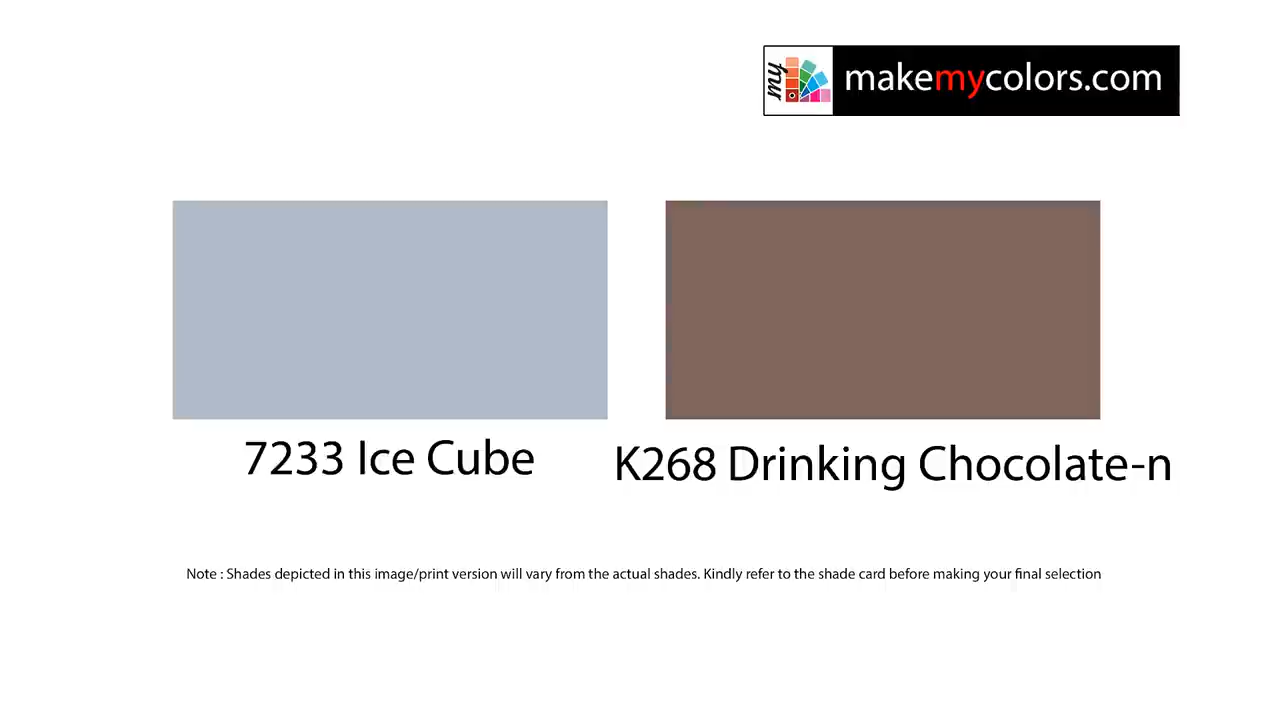 my
makemycolors.com
7233 Ice Cube
K268 Drinking Chocolate-n
Note : Shades depicted in this image/print version will vary from the actual shades. Kindly refer to the shade card before making your final selection